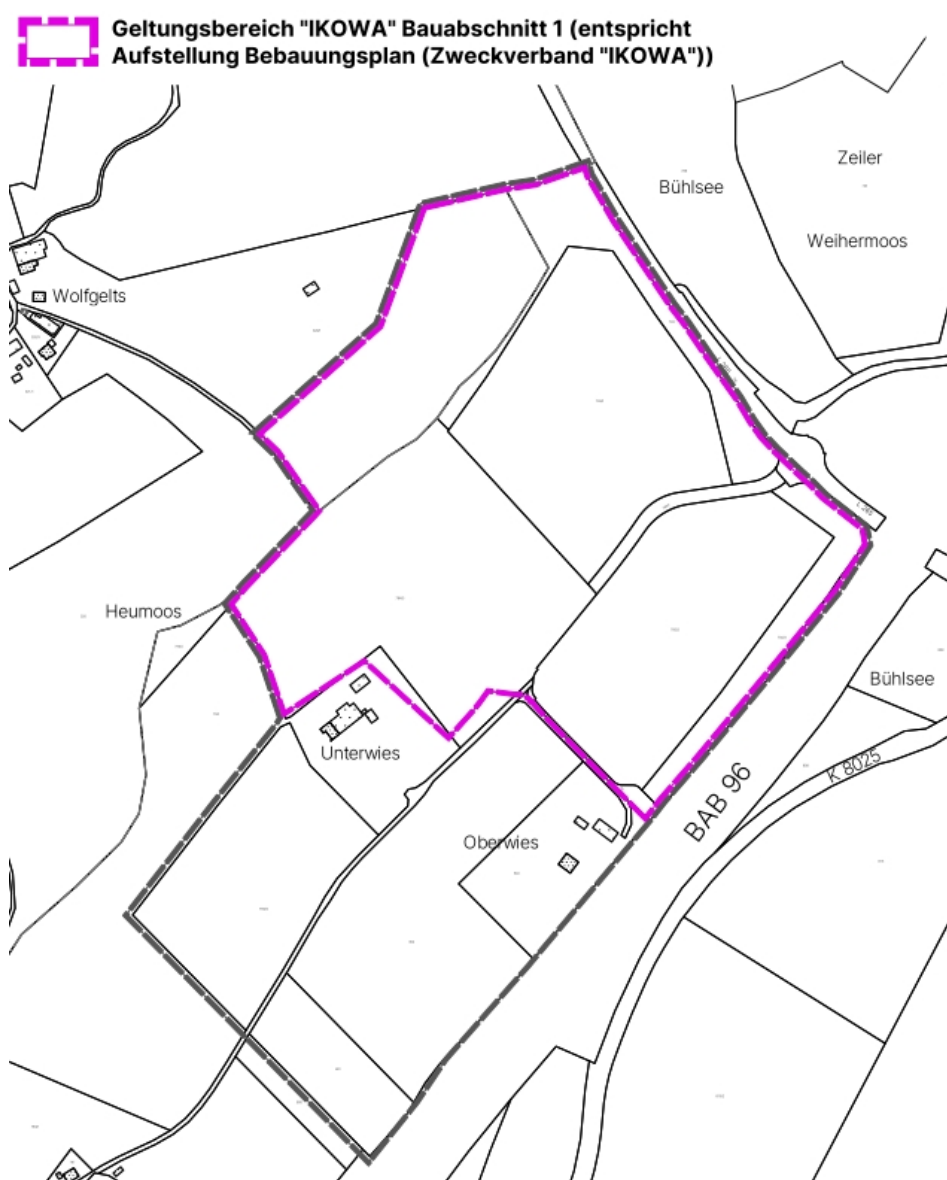 Geltungsbereich "IKOWA" Bauabschnitt 1 (entspricht
Aufstellung Bebauungsplan (Zweckverband "IKOWA"))
Zeiler
Bühlsee
Weihermoos
Wolfgelts
Heumoos
Bühlsee
Unterwies
K 8025
BAB 96
Oberwies